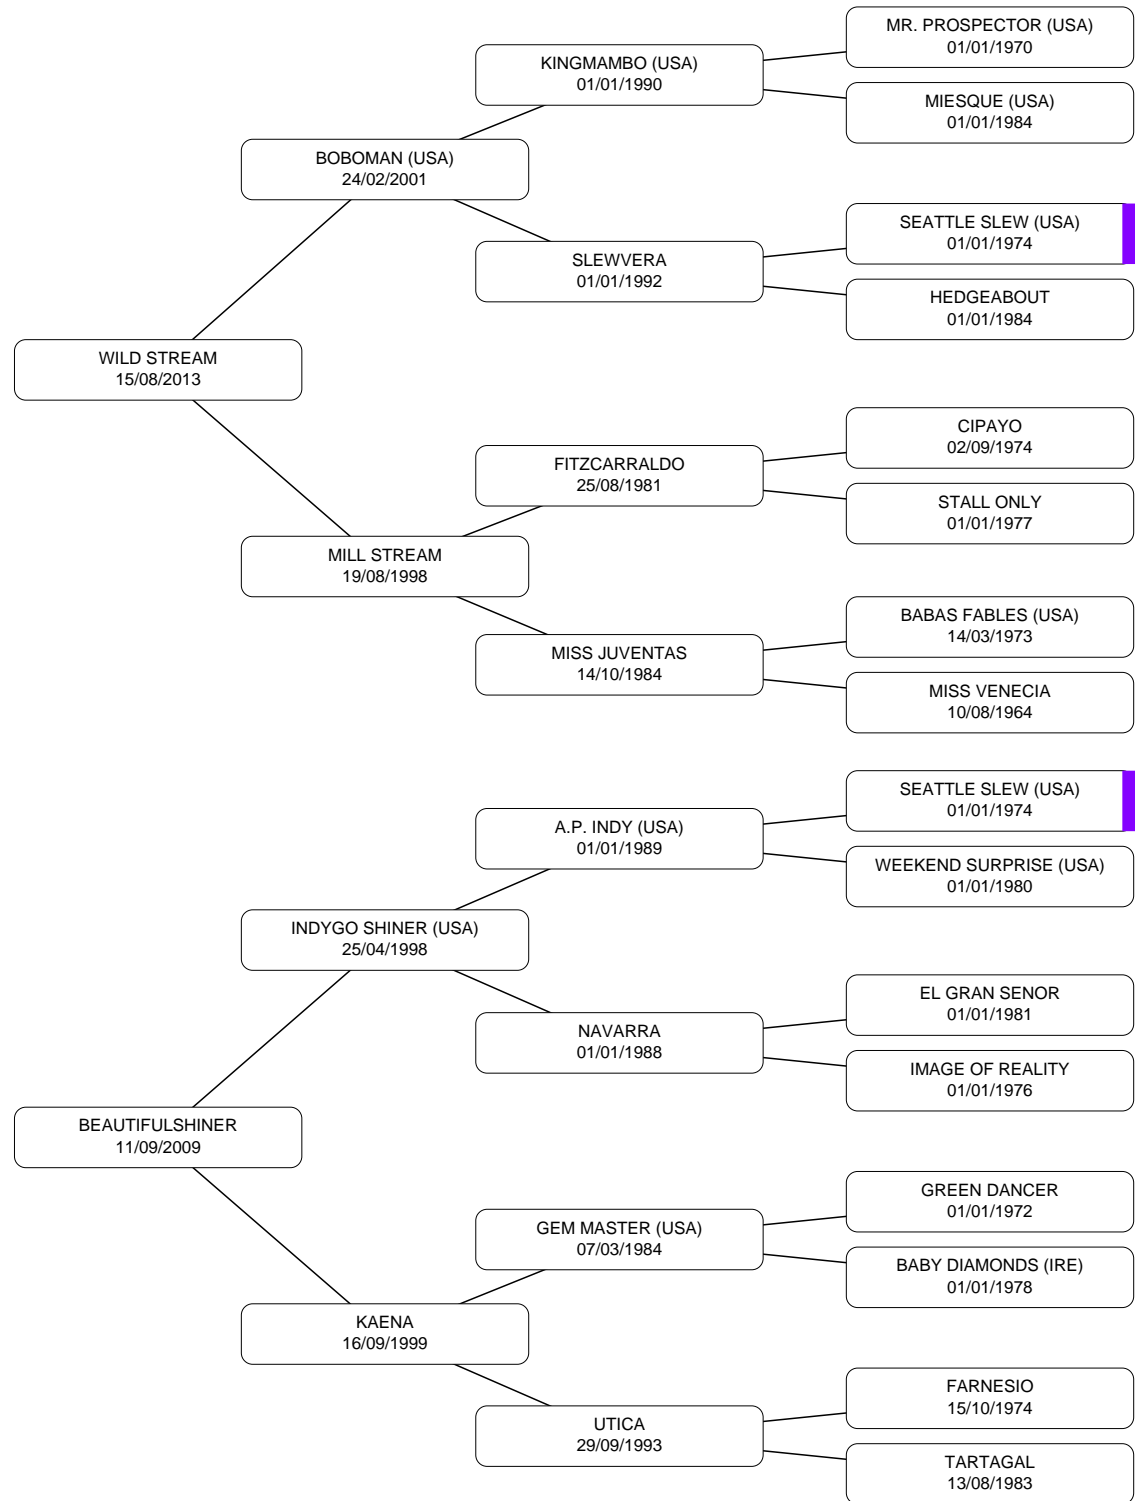 MR. PROSPECTOR (USA)
01/01/1970
KINGMAMBO (USA)
01/01/1990
MIESQUE (USA)
01/01/1984
BOBOMAN (USA)
24/02/2001
SEATTLE SLEW (USA)
01/01/1974
SLEWVERA
01/01/1992
HEDGEABOUT
01/01/1984
WILD STREAM
15/08/2013
CIPAYO
02/09/1974
FITZCARRALDO
25/08/1981
STALL ONLY
01/01/1977
MILL STREAM
19/08/1998
BABAS FABLES (USA)
14/03/1973
MISS JUVENTAS
14/10/1984
MISS VENECIA
10/08/1964
SEATTLE SLEW (USA)
01/01/1974
A.P. INDY (USA)
01/01/1989
WEEKEND SURPRISE (USA)
01/01/1980
INDYGO SHINER (USA)
25/04/1998
EL GRAN SENOR
01/01/1981
NAVARRA
01/01/1988
IMAGE OF REALITY
01/01/1976
BEAUTIFULSHINER
11/09/2009
GREEN DANCER
01/01/1972
GEM MASTER (USA)
07/03/1984
BABY DIAMONDS (IRE)
01/01/1978
KAENA
16/09/1999
FARNESIO
15/10/1974
UTICA
29/09/1993
TARTAGAL
13/08/1983